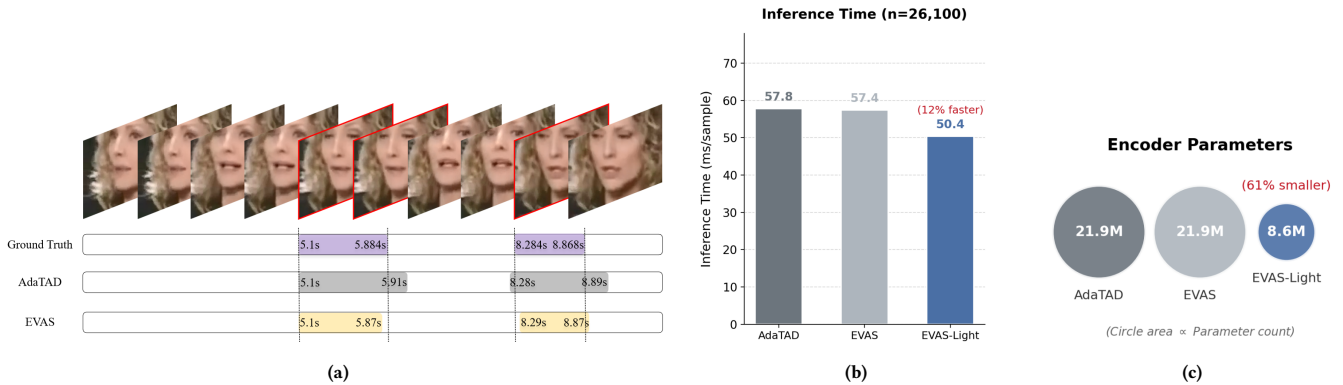 Ground Truth
5.1s 5.884s 8.284s 8.868s
AdaTAD
5.1s 5.91s 8.28s 8.89s
EVAS
5.1s 5.87s 8.29s 8.87s
(a)
Inference Time (n=26,100)
Inference Time (ms/sample)
70
60
50
40
30
20
10
0
57.8
57.4
(12% faster)
50.4
AdaTAD EVAS EVAS-Light
(b)
Encoder Parameters
(61% smaller)
21.9M 21.9M 8.6M
AdaTAD EVAS EVAS-Light
(Circle area ∝ Parameter count)
(c)